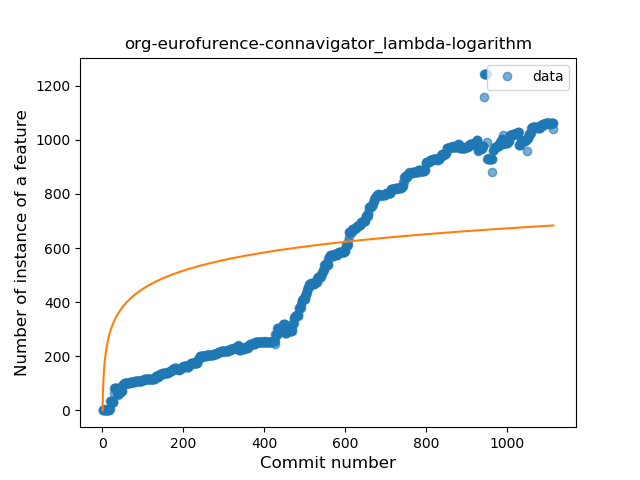 org-eurofurence-connavigator_lambda-logarithm
data
Number of instance of a feature
1200
1000
800
600
400
200
0
0 200 400 600 800 1000
Commit number